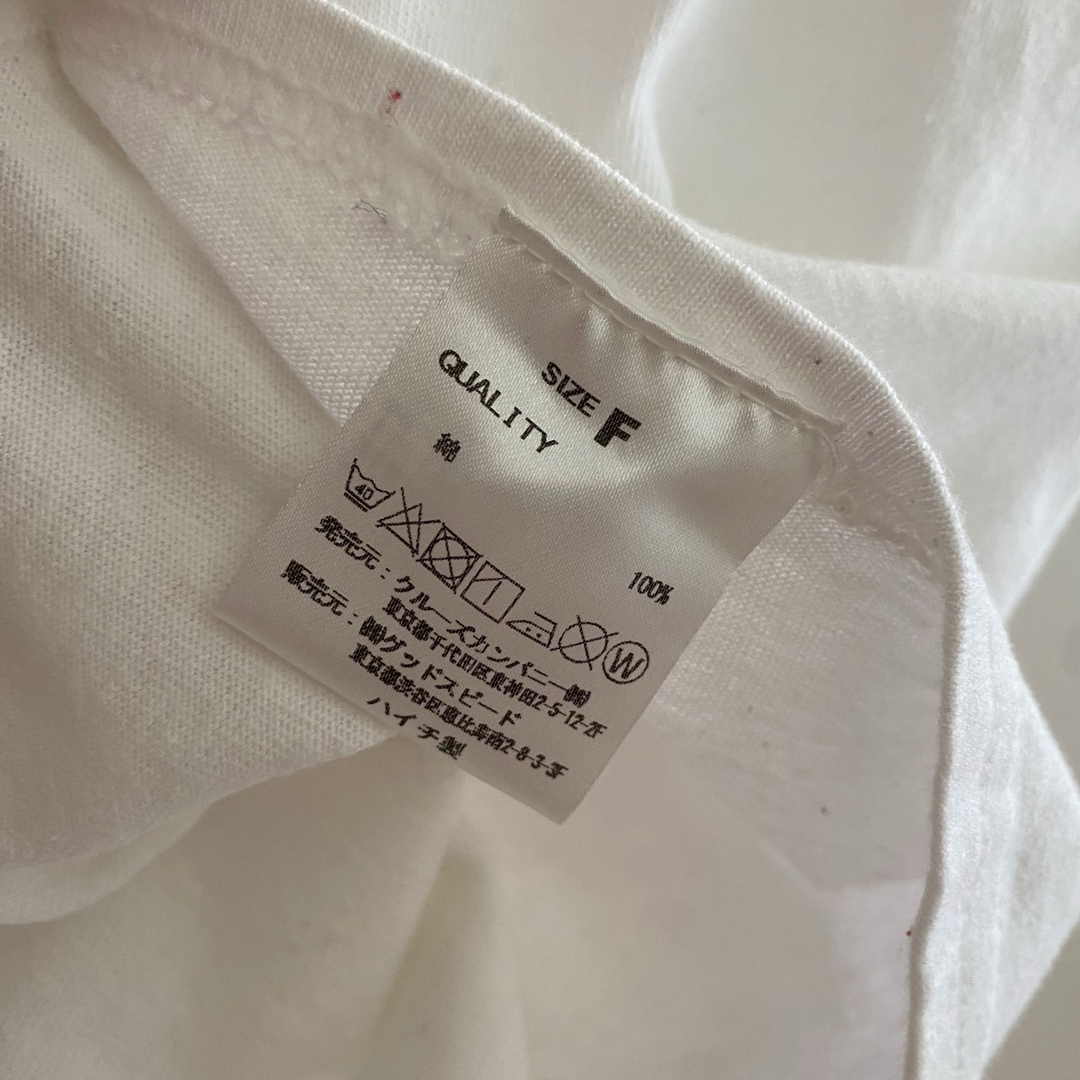 SIZE F
QUALITY
綿 100%
40 W
発売元：クルーズカンパニー㈱
東京都千代田区東神田2-5-12-2F
販売元：㈱グッドスピード
東京都渋谷区恵比寿南2-8-3-3F
ハイチ製